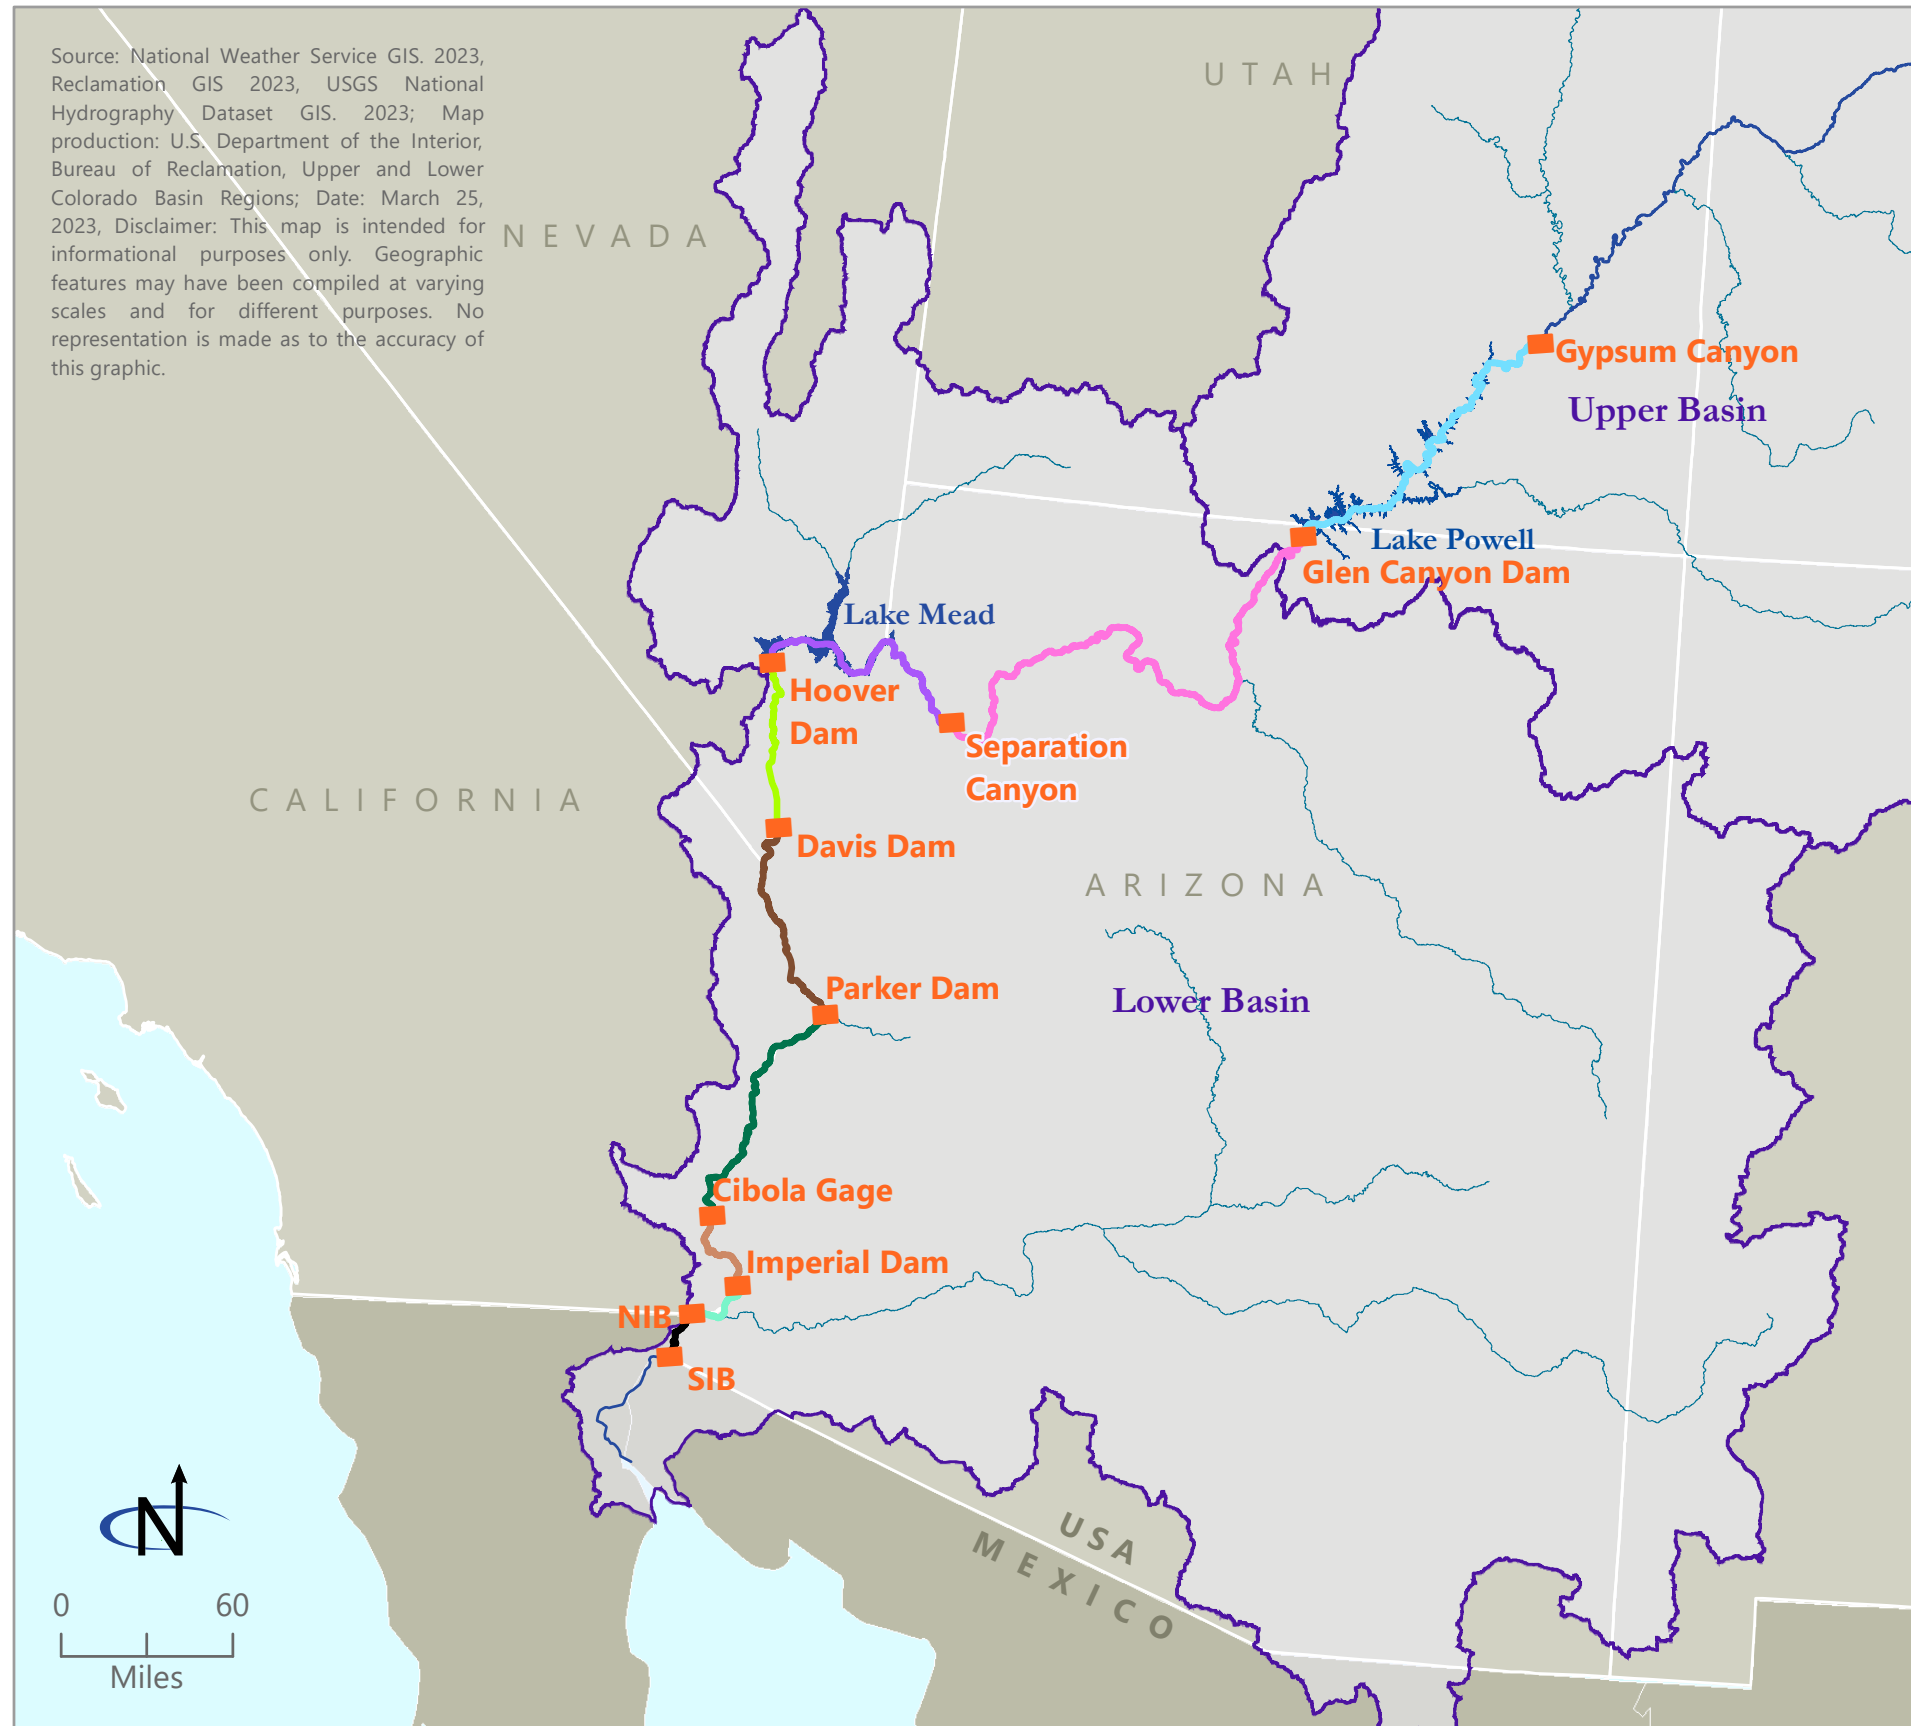 Source: National Weather Service GIS. 2023,
Reclamation GIS 2023, USGS National
Hydrography Dataset GIS. 2023; Map
production: U.S. Department of the Interior,
Bureau of Reclamation, Upper and Lower
Colorado Basin Regions; Date: March 25,
2023, Disclaimer: This map is intended for
informational purposes only. Geographic
features may have been compiled at varying
scales and for different purposes. No
representation is made as to the accuracy of
this graphic.
UTAH
NEVADA
Gypsum Canyon
Upper Basin
Lake Powell
Glen Canyon Dam
Lake Mead
Hoover
Dam
Separation
Canyon
CALIFORNIA
Davis Dam
ARIZONA
Parker Dam
Lower Basin
Cibola Gage
Imperial Dam
NIB
SIB
USA
MEXICO
N
0 60
Miles